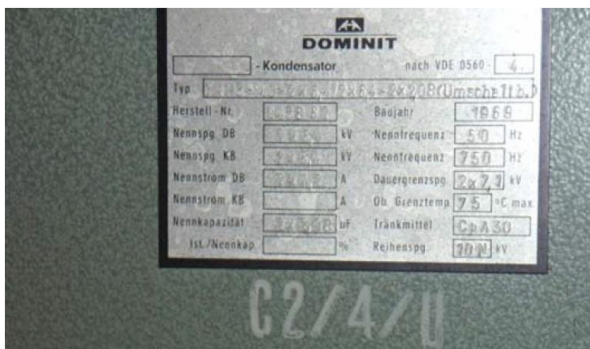 DOMINIT
- Kondensator nach VDE 0560 - 4.
Typ (Umschaltb.)
Herstell-Nr. Baujahr 1969
Nennspg. DB kV Nennfrequenz 50 Hz
Nennspg. KB kV Nennfrequenz 750 Hz
Nennstrom DB A Dauergrenzspg. kV
Nennstrom KB A Ob. Grenztemp 75 °C max
Nennkapazität uF Tränkmittel CpA30
Ist./Nennkap. % Reihenspg. kV
C2/4/U